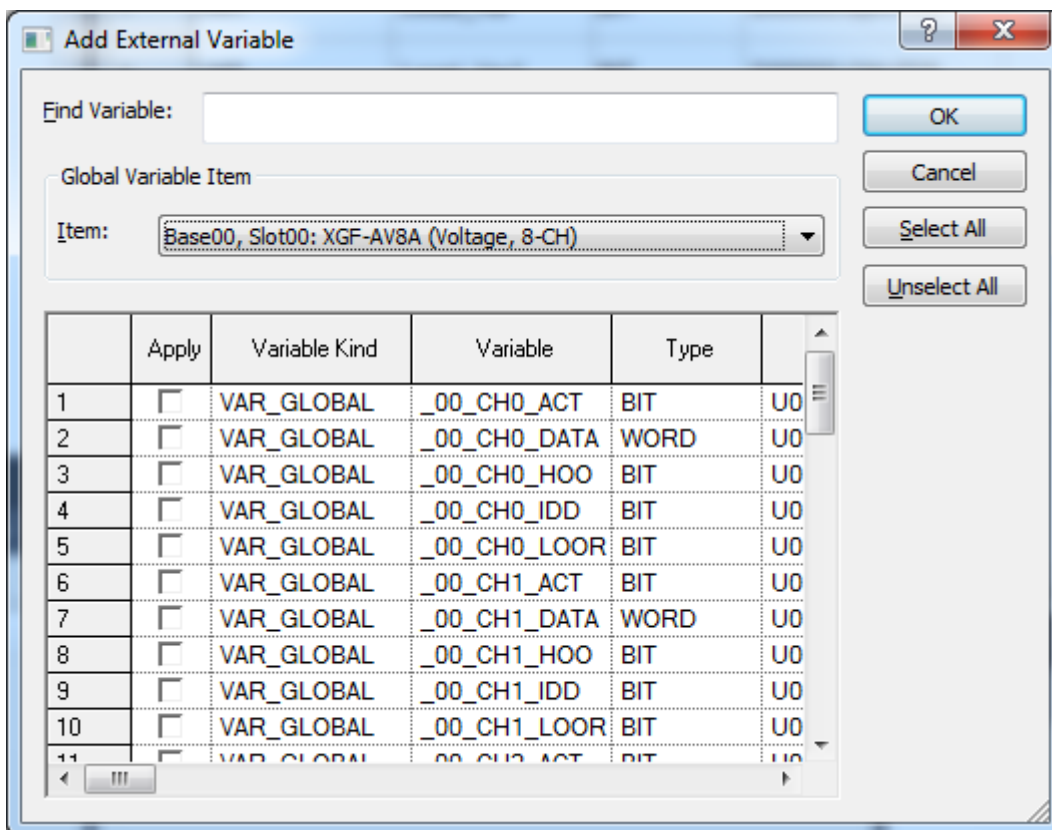 Add External Variable
Find Variable:
OK
Global Variable Item
Cancel
Item: Base00, Slot00: XGF-AV8A (Voltage, 8-CH)
Select All
Unselect All
Apply Variable Kind Variable Type
1 VAR_GLOBAL _00_CH0_ACT BIT U0
2 VAR_GLOBAL _00_CH0_DATA WORD U0
3 VAR_GLOBAL _00_CH0_HOO BIT U0
4 VAR_GLOBAL _00_CH0_IDD BIT U0
5 VAR_GLOBAL _00_CH0_LOOR BIT U0
6 VAR_GLOBAL _00_CH1_ACT BIT U0
7 VAR_GLOBAL _00_CH1_DATA WORD U0
8 VAR_GLOBAL _00_CH1_HOO BIT U0
9 VAR_GLOBAL _00_CH1_IDD BIT U0
10 VAR_GLOBAL _00_CH1_LOOR BIT U0